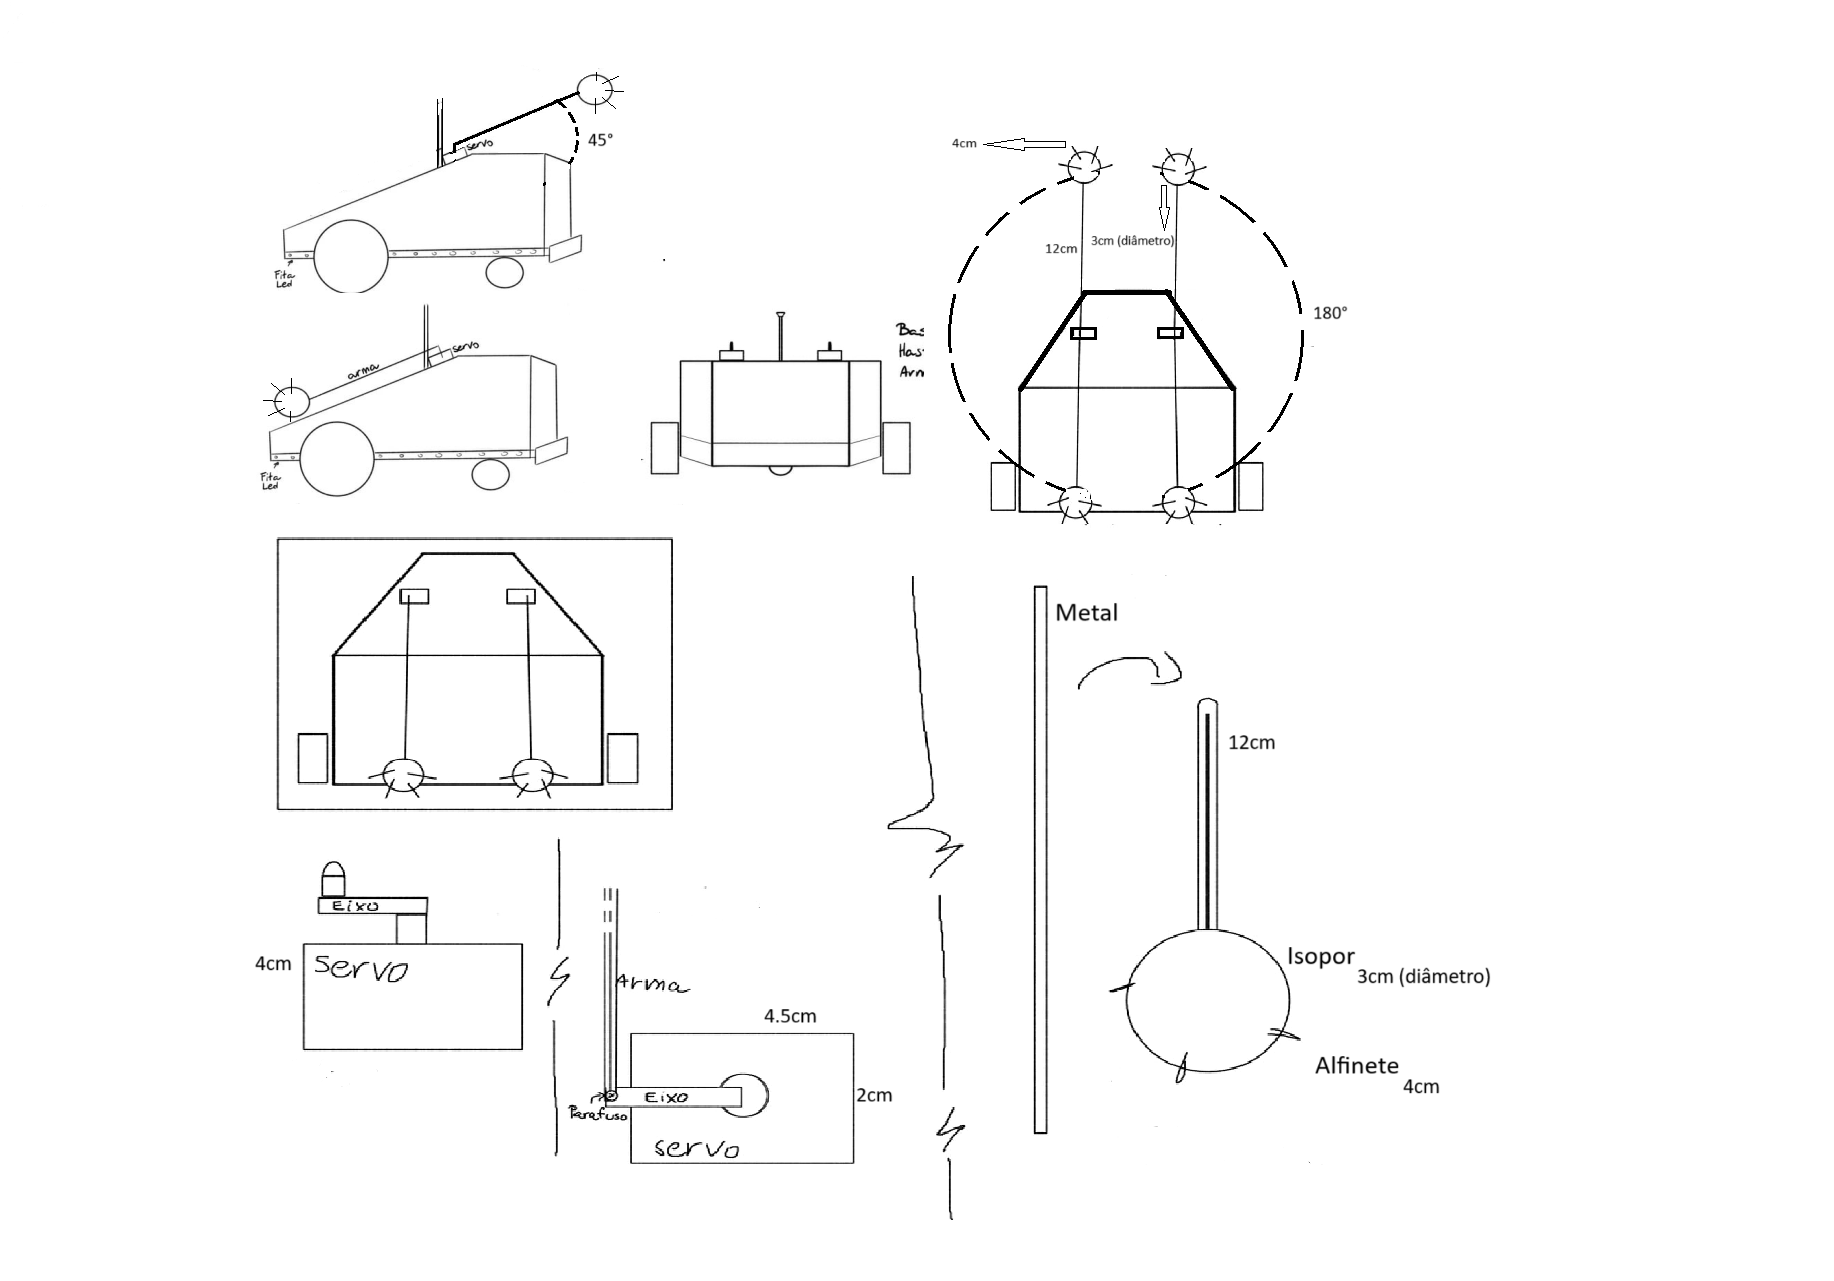 servo
45°
Fita
Led
servo
arma
Fita
Led
Bas
Has
Arn
4cm
12cm
3cm (diâmetro)
180°
Metal
12cm
Eixo
4cm
servo
Arma
4.5cm
Parafuso
Eixo
2cm
servo
Isopor
3cm (diâmetro)
Alfinete
4cm